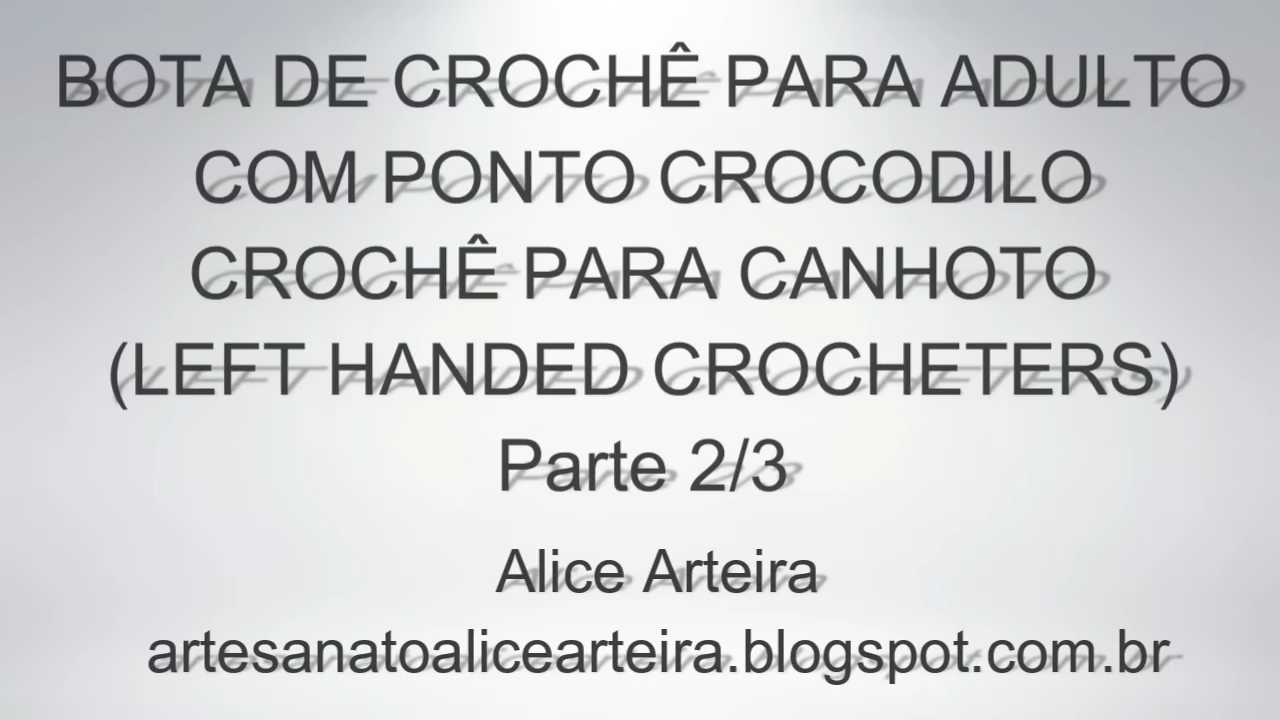 BOTA DE CROCHÊ PARA ADULTO
COM PONTO CROCODILO
CROCHÊ PARA CANHOTO
(LEFT HANDED CROCHETERS)
Parte 2/3
Alice Arteira
artesanatoalicearteira.blogspot.com.br